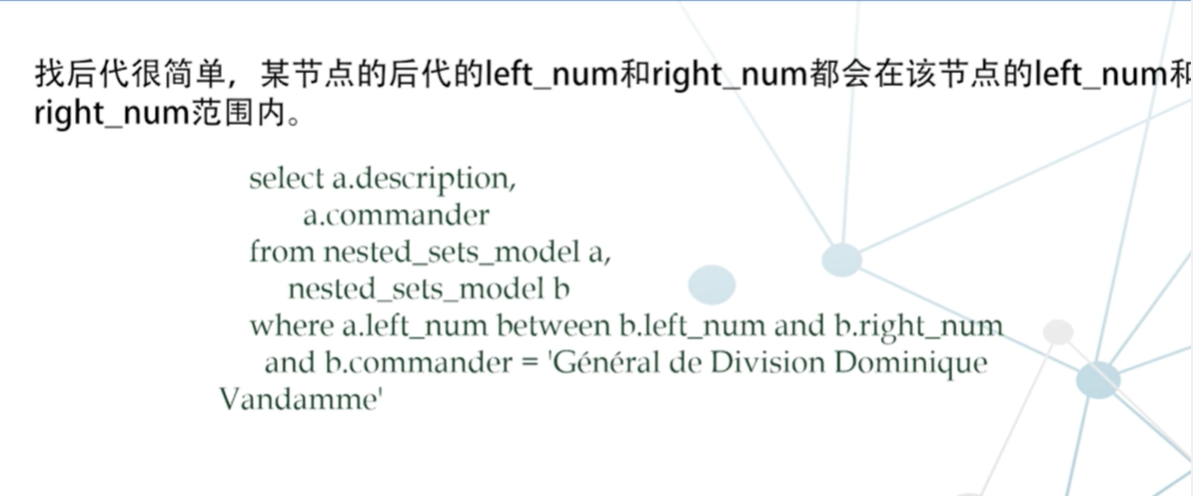 找后代很简单，某节点的后代的left_num和right_num都会在该节点的left_num和
right_num范围内。
select a.description,
a.commander
from nested_sets_model a,
nested_sets_model b
where a.left_num between b.left_num and b.right_num
and b.commander = 'Général de Division Dominique
Vandamme'